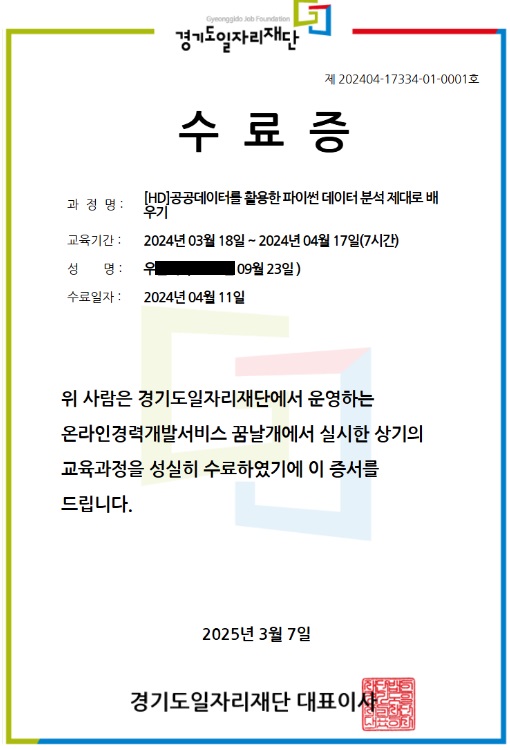 Gyeonggido Job Foundation
경기도일자리재단
제 202404-17334-01-0001호
수 료 증
과 정 명 : [HD]공공데이터를 활용한 파이썬 데이터 분석 제대로 배
우기
교육기간 : 2024년 03월 18일 ~ 2024년 04월 17일(7시간)
성 명 : 우 09월 23일 )
수료일자 : 2024년 04월 11일
위 사람은 경기도일자리재단에서 운영하는
온라인경력개발서비스 꿈날개에서 실시한 상기의
교육과정을 성실히 수료하였기에 이 증서를
드립니다.
2025년 3월 7일
경기도일자리재단 대표이사